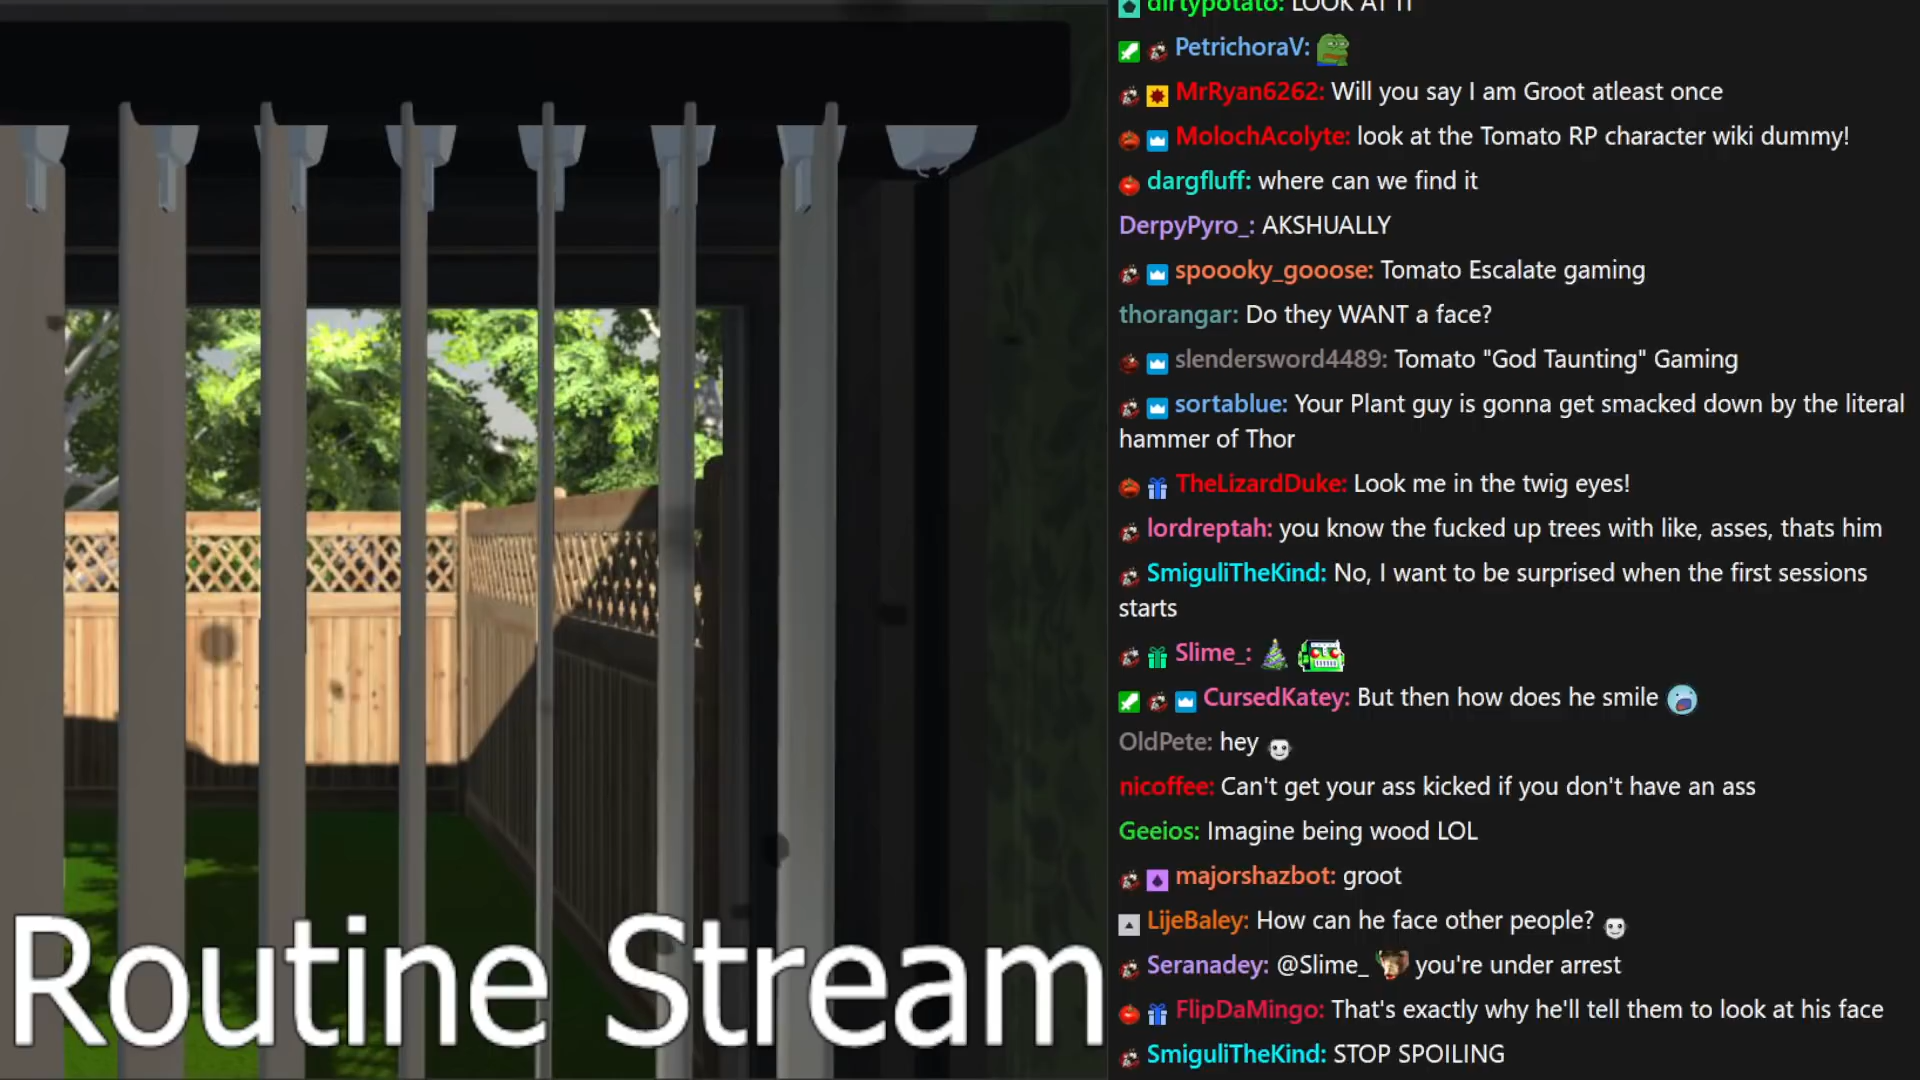 dirtypotato: LOOK AT IT
PetrichoraV:
MrRyan6262: Will you say I am Groot atleast once
MolochAcolyte: look at the Tomato RP character wiki dummy!
dargfluff: where can we find it
DerpyPyro_: AKSHUALLY
spoooky_gooose: Tomato Escalate gaming
thorangar: Do they WANT a face?
slendersword4489: Tomato "God Taunting" Gaming
sortablue: Your Plant guy is gonna get smacked down by the literal
hammer of Thor
TheLizardDuke: Look me in the twig eyes!
lordreptah: you know the fucked up trees with like, asses, thats him
SmiguliTheKind: No, I want to be surprised when the first sessions
starts
Slime_:
CursedKatey: But then how does he smile
OldPete: hey
nicoffee: Can't get your ass kicked if you don't have an ass
Geeios: Imagine being wood LOL
majorshazbot: groot
LijeBaley: How can he face other people?
Seranadey: @Slime_ you're under arrest
FlipDaMingo: That's exactly why he'll tell them to look at his face
SmiguliTheKind: STOP SPOILING
Routine Stream